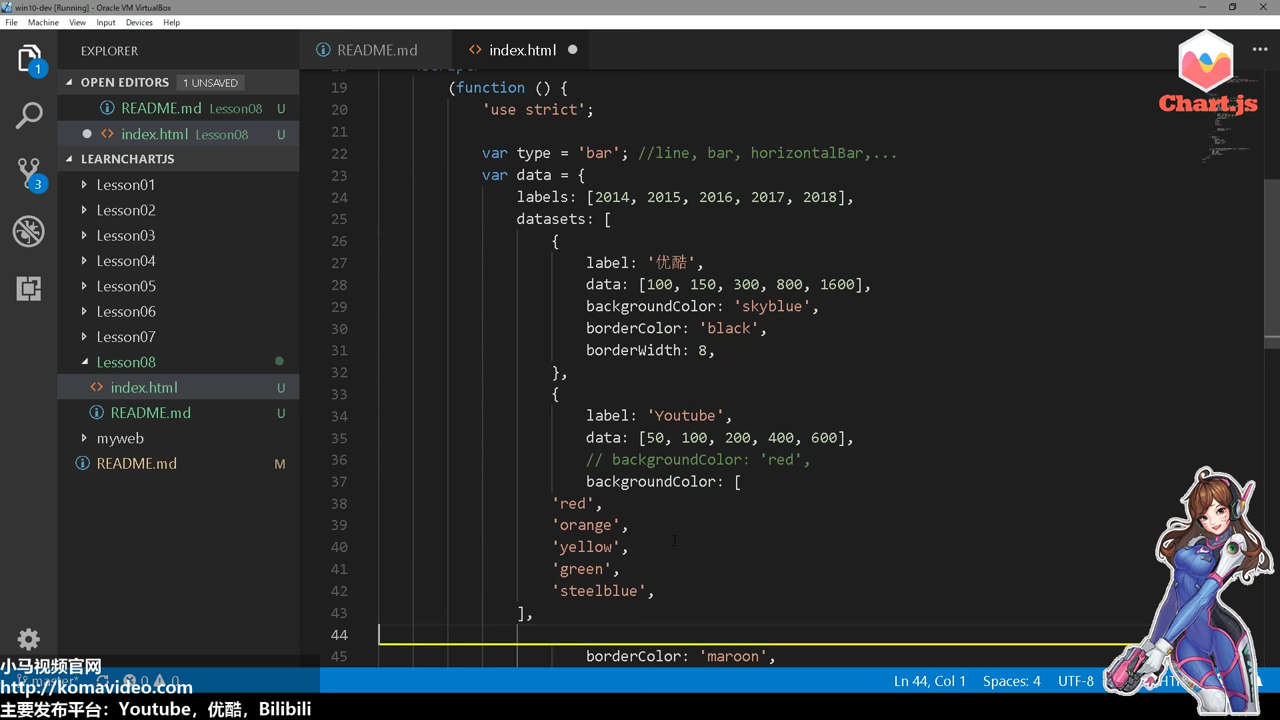 win10-dev [Running] - Oracle VM VirtualBox
File Machine View Input Devices Help
EXPLORER
README.md
index.html
OPEN EDITORS 1 UNSAVED
README.md Lesson08 U
index.html Lesson08 U
LEARNCHARTJS
Lesson01
Lesson02
Lesson03
Lesson04
Lesson05
Lesson06
Lesson07
Lesson08
index.html U
README.md U
myweb
README.md M
1
3
Chart.js
19 (function () {
20 'use strict';
21
22 var type = 'bar'; //line, bar, horizontalBar,...
23 var data = {
24 labels: [2014, 2015, 2016, 2017, 2018],
25 datasets: [
26 {
27 label: '优酷',
28 data: [100, 150, 300, 800, 1600],
29 backgroundColor: 'skyblue',
30 borderColor: 'black',
31 borderWidth: 8,
32 },
33 {
34 label: 'Youtube',
35 data: [50, 100, 200, 400, 600],
36 // backgroundColor: 'red',
37 backgroundColor: [
38 'red',
39 'orange',
40 'yellow',
41 'green',
42 'steelblue',
43 ],
44
45 borderColor: 'maroon',
小马视频官网
http://komavideo.com
主要发布平台：Youtube，优酷，Bilibili
master* 0 0
Ln 44, Col 1 Spaces: 4 UTF-8